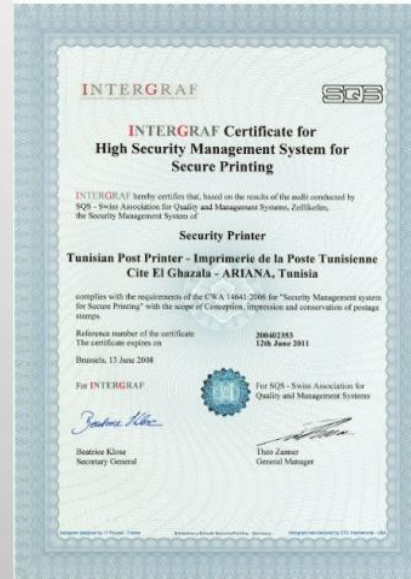 INTERGRAF
SQS
INTERGRAF Certificate for
High Security Management System for
Secure Printing
INTERGRAF hereby certifies that, based on the results of the audit conducted by
SQS - Swiss Association for Quality and Management Systems, Zollikofen,
the Security Management System of
Security Printer
Tunisian Post Printer - Imprimerie de la Poste Tunisienne
Cite El Ghazala - ARIANA, Tunisia
complies with the requirements of the CWA 14641:2006 for "Security Management system
for Secure Printing" with the scope of Conception, impression and conservation of postage
stamps.
Reference number of the certificate 200402353
The certificate expires on 12th June 2011
Brussels, 13 June 2008
For INTERGRAF
For SQS - Swiss Association for
Quality and Management Systems
Beatrice Klose
Secretary General
Theo Zanner
General Manager